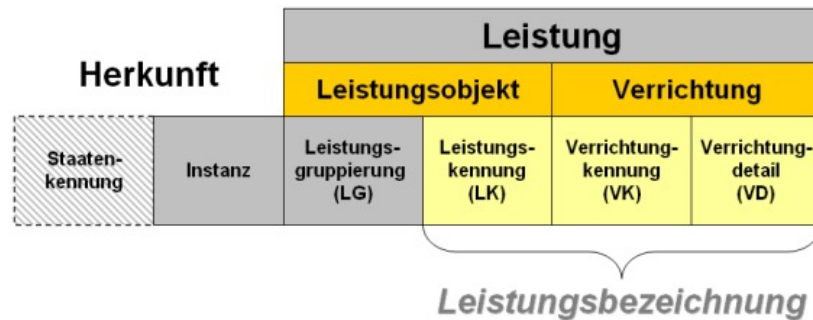 Leistung
Herkunft
Leistungsobjekt
Verrichtung
Staaten-
kennung
Instanz
Leistungs-
gruppierung
(LG)
Leistungs-
kennung
(LK)
Verrichtung-
kennung
(VK)
Verrichtung-
detail
(VD)
Leistungsbezeichnung